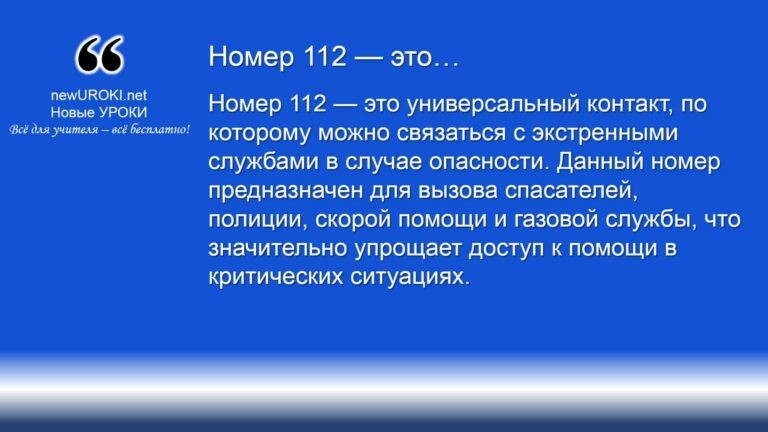 ❝
newUROKI.net
Новые УРОКИ
Всё для учителя – всё бесплатно!
Номер 112 — это…
Номер 112 — это универсальный контакт, по
которому можно связаться с экстренными
службами в случае опасности. Данный номер
предназначен для вызова спасателей,
полиции, скорой помощи и газовой службы, что
значительно упрощает доступ к помощи в
критических ситуациях.